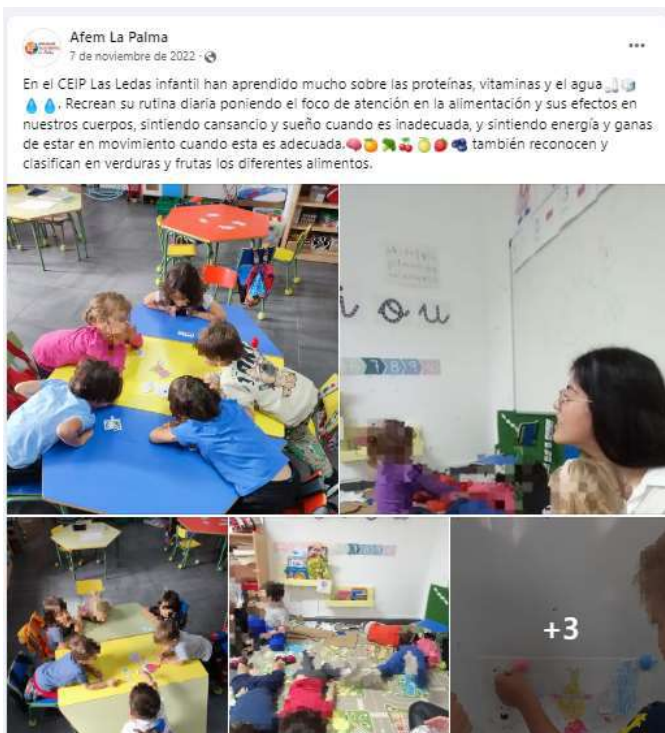 Afem La Palma
7 de noviembre de 2022 ·
En el CEIP Las Ledas infantil han aprendido mucho sobre las proteínas, vitaminas y el agua🥛🧊
💧💧. Recrean su rutina diaria poniendo el foco de atención en la alimentación y sus efectos en
nuestros cuerpos, sintiendo cansancio y sueño cuando es inadecuada, y sintiendo energía y ganas
de estar en movimiento cuando esta es adecuada.🧠🍊🥦🍒🍋🍎🫐 también reconocen y
clasifican en verduras y frutas los diferentes alimentos.
i o u
+3